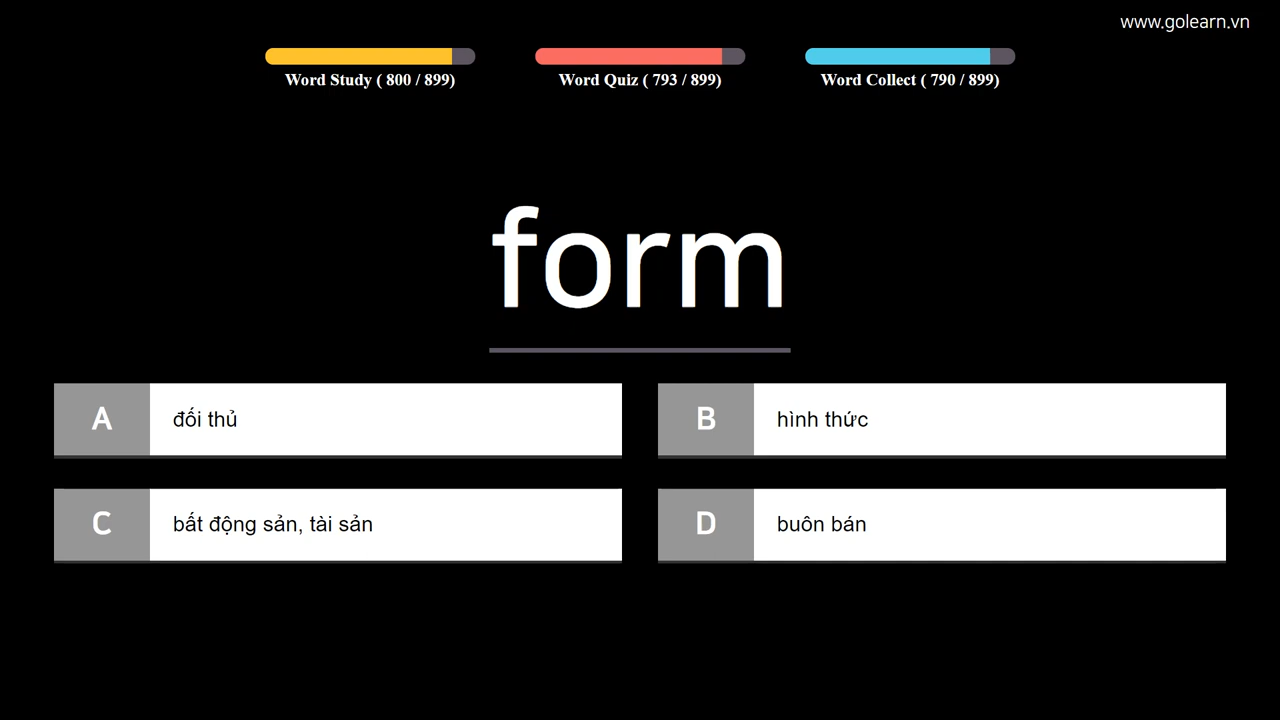 www.golearn.vn
Word Study ( 800 / 899)
Word Quiz ( 793 / 899)
Word Collect ( 790 / 899)
form
A đối thủ
B hình thức
C bất động sản, tài sản
D buôn bán